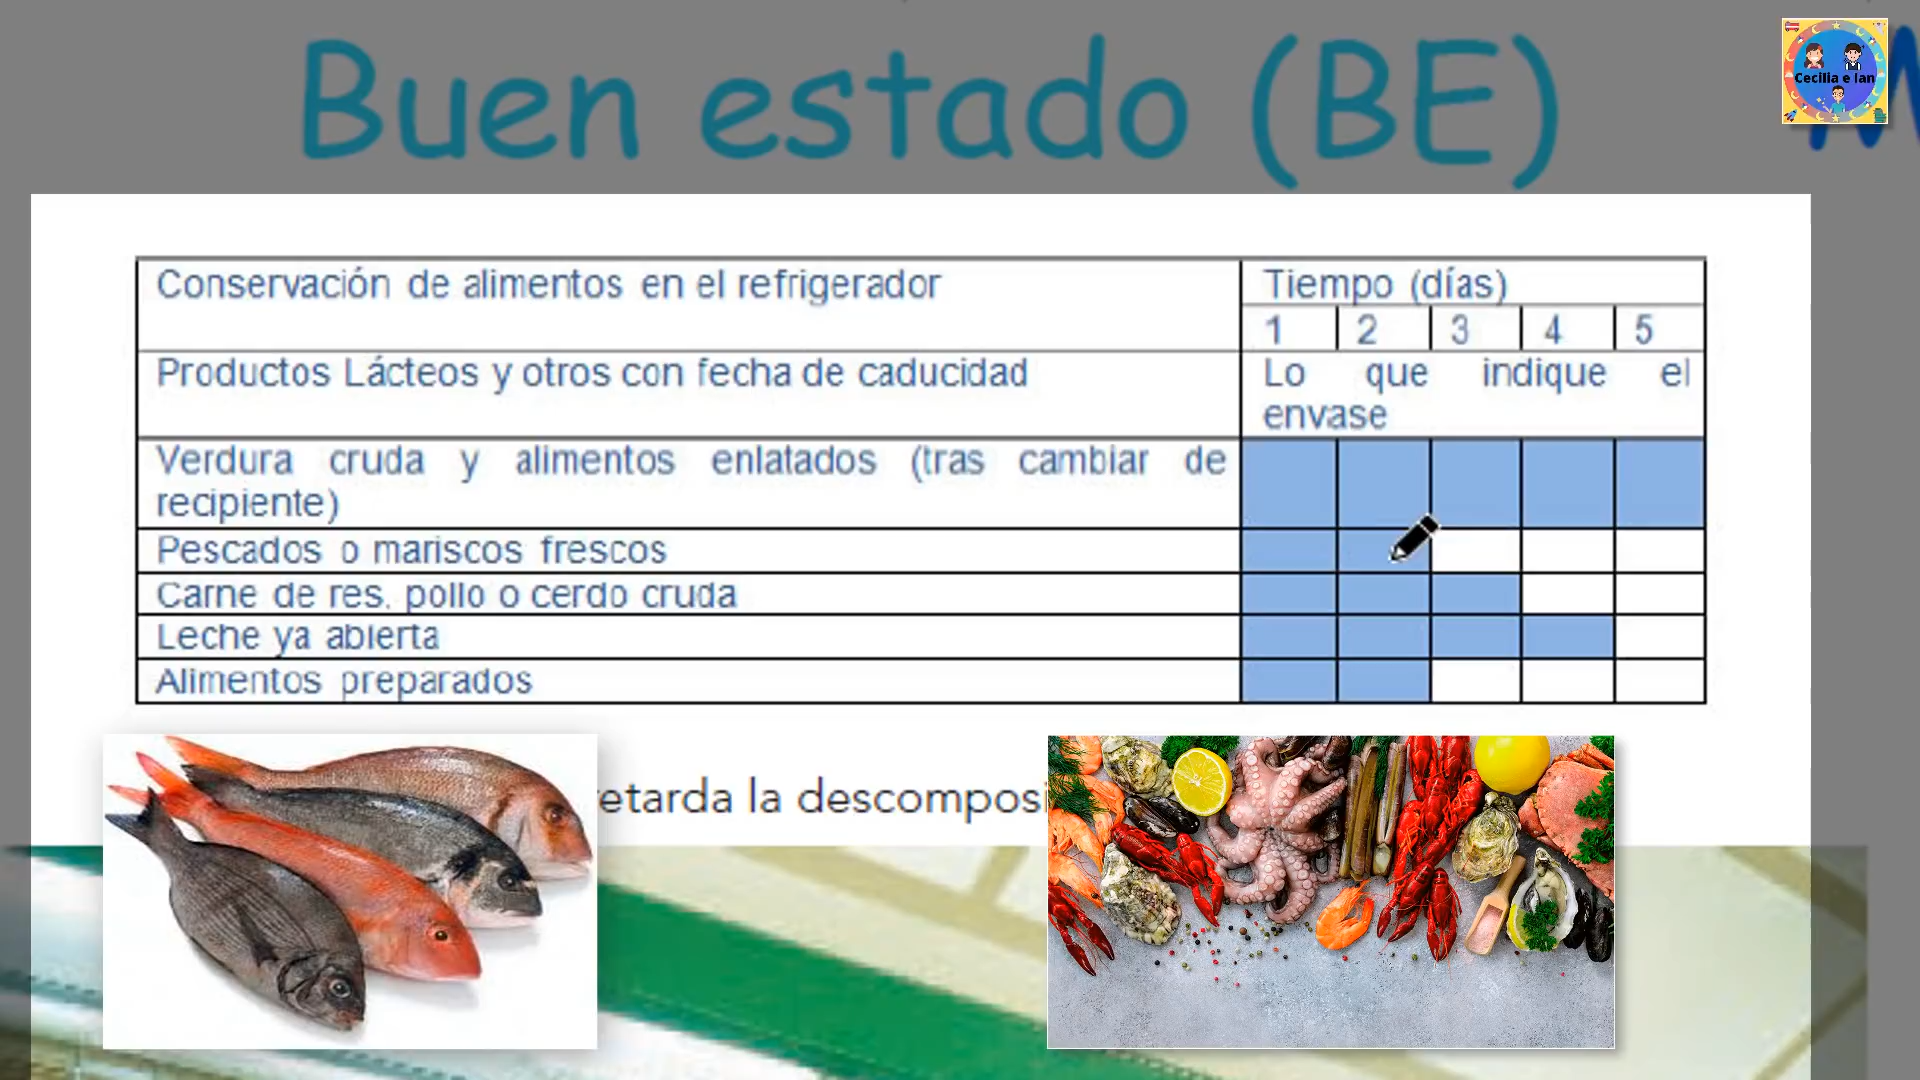 Buen estado (BE)
Cecilia e Ian
Conservación de alimentos en el refrigerador
Tiempo (días)
1 2 3 4 5
Productos Lácteos y otros con fecha de caducidad
Lo que indique el
envase
Verdura cruda y alimentos enlatados (tras cambiar de
recipiente)
Pescados o mariscos frescos
Carne de res, pollo o cerdo cruda
Leche ya abierta
Alimentos preparados
retarda la descomposi